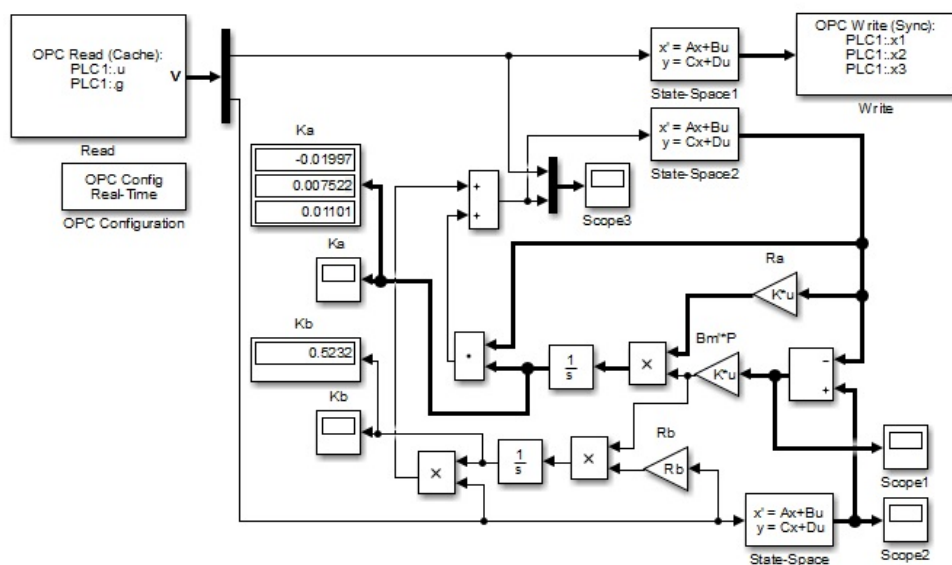 OPC Read (Cache):
PLC1:.u
PLC1:.g
V
Read
OPC Config
Real-Time
OPC Configuration
x' = Ax+Bu
y = Cx+Du
State-Space1
OPC Write (Sync):
PLC1:.x1
PLC1:.x2
PLC1:.x3
Write
x' = Ax+Bu
y = Cx+Du
State-Space2
Ka
-0.01997
0.007522
0.01101
+
+
Scope3
Ka
Ra
K*u
Kb
0.5232
Kb
1
s
×
Bm'*P
K*u
−
+
Scope1
×
1
s
×
Rb
Rb
x' = Ax+Bu
y = Cx+Du
State-Space
Scope2